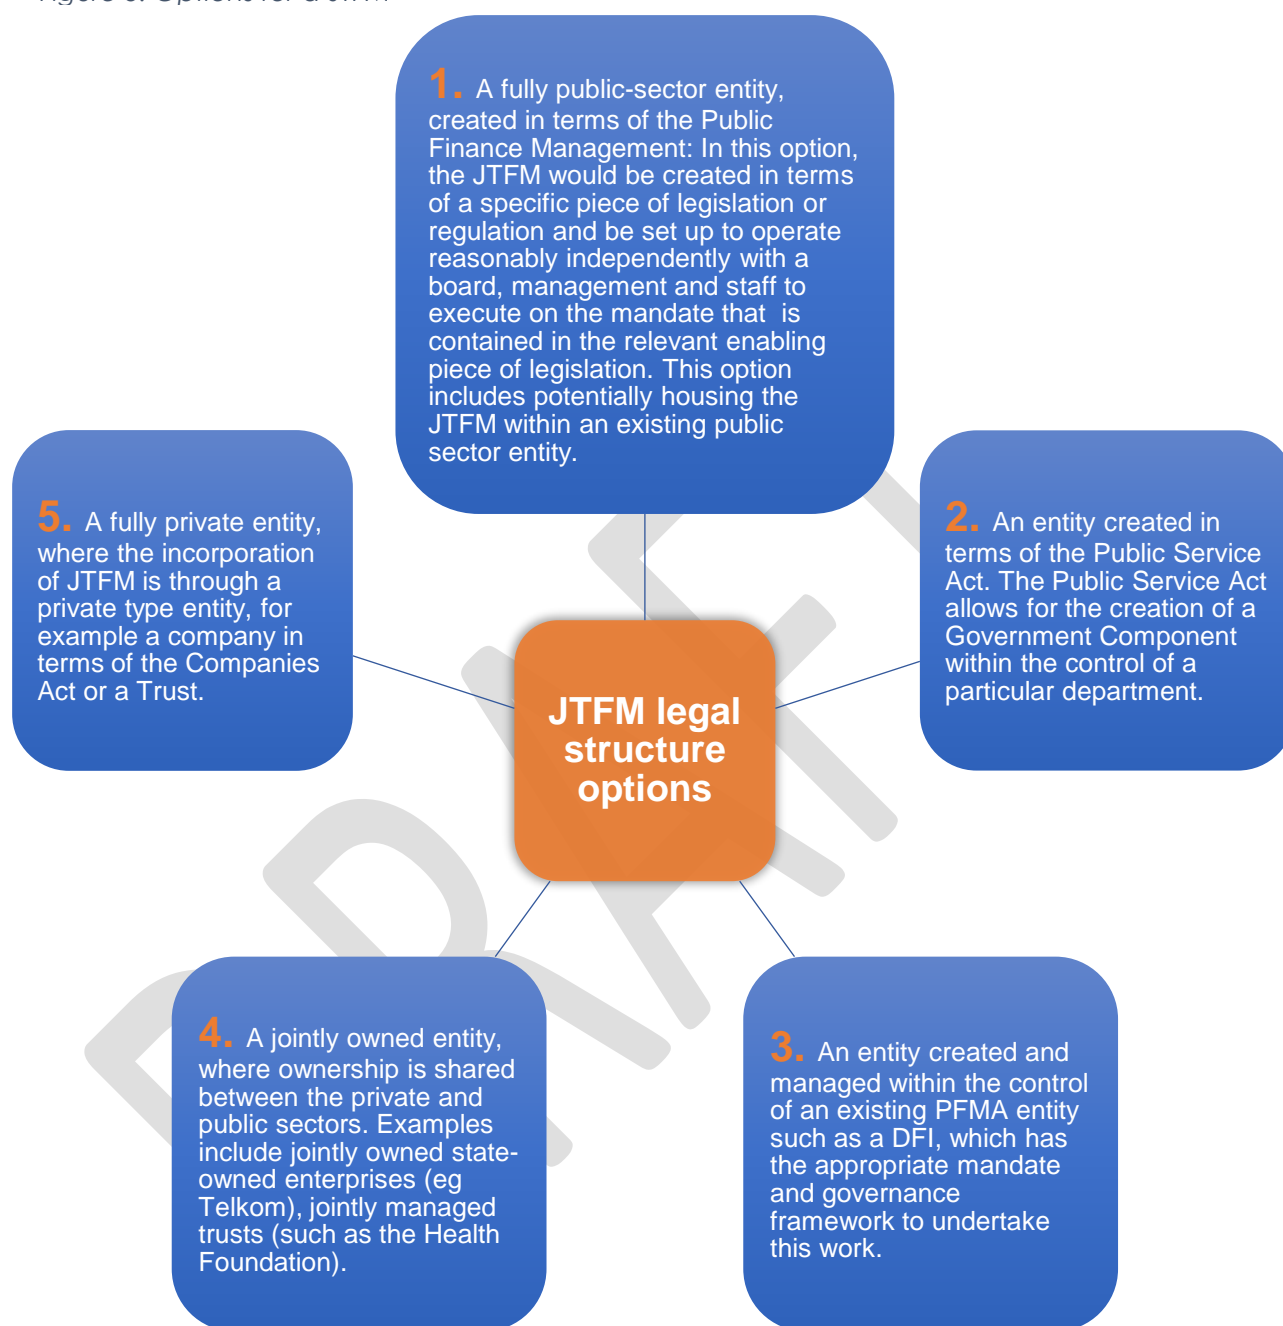 1. A fully public-sector entity,
created in terms of the Public
Finance Management: In this option,
the JTFM would be created in terms
of a specific piece of legislation or
regulation and be set up to operate
reasonably independently with a
board, management and staff to
execute on the mandate that  is
contained in the relevant enabling
piece of legislation. This option
includes potentially housing the
JTFM within an existing public
sector entity.
2. An entity created in
terms of the Public Service
Act. The Public Service Act
allows for the creation of a
Government Component
within the control of a
particular department.
3. An entity created and
managed within the control
of an existing PFMA entity
such as a DFI, which has
the appropriate mandate
and governance
framework to undertake
this work.
4. A jointly owned entity,
where ownership is shared
between the private and
public sectors. Examples
include jointly owned state-
owned enterprises (eg
Telkom), jointly managed
trusts (such as the Health
Foundation).
5. A fully private entity,
where the incorporation
of JTFM is through a
private type entity, for
example a company in
terms of the Companies
Act or a Trust.
JTFM legal
structure
options
DRAFT